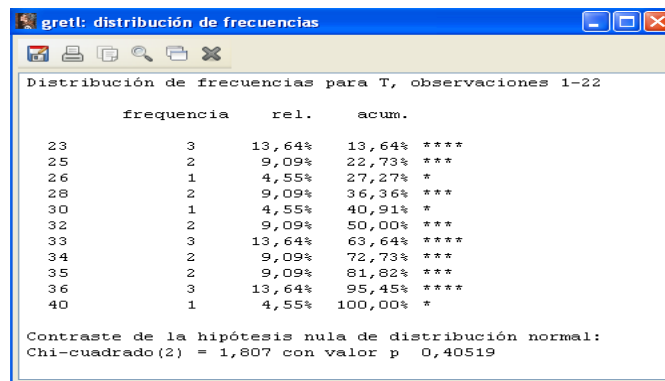 gretl: distribución de frecuencias
Distribución de frecuencias para T, observaciones 1-22
frequencia rel. acum.
23 3 13,64% 13,64% ****
25 2 9,09% 22,73% ***
26 1 4,55% 27,27% *
28 2 9,09% 36,36% ***
30 1 4,55% 40,91% *
32 2 9,09% 50,00% ***
33 3 13,64% 63,64% ****
34 2 9,09% 72,73% ***
35 2 9,09% 81,82% ***
36 3 13,64% 95,45% ****
40 1 4,55% 100,00% *
Contraste de la hipótesis nula de distribución normal:
Chi-cuadrado(2) = 1,807 con valor p 0,40519